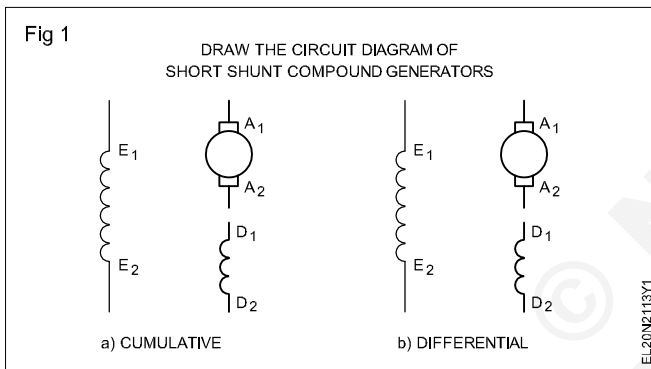 Fig 1
DRAW THE CIRCUIT DIAGRAM OF
SHORT SHUNT COMPOUND GENERATORS
E1
A1
A2
E2
D1
D2
a) CUMULATIVE
E1
A1
A2
E2
D1
D2
b) DIFFERENTIAL
EL20N2113Y1